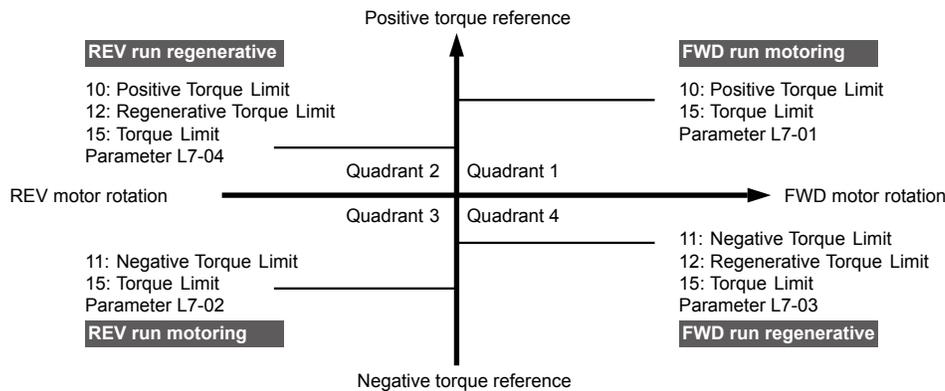 Positive torque reference
REV run regenerative
10: Positive Torque Limit
12: Regenerative Torque Limit
15: Torque Limit
Parameter L7-04
FWD run motoring
10: Positive Torque Limit
15: Torque Limit
Parameter L7-01
Quadrant 2
Quadrant 1
REV motor rotation
FWD motor rotation
Quadrant 3
Quadrant 4
11: Negative Torque Limit
15: Torque Limit
Parameter L7-02
REV run motoring
11: Negative Torque Limit
12: Regenerative Torque Limit
15: Torque Limit
Parameter L7-03
FWD run regenerative
Negative torque reference